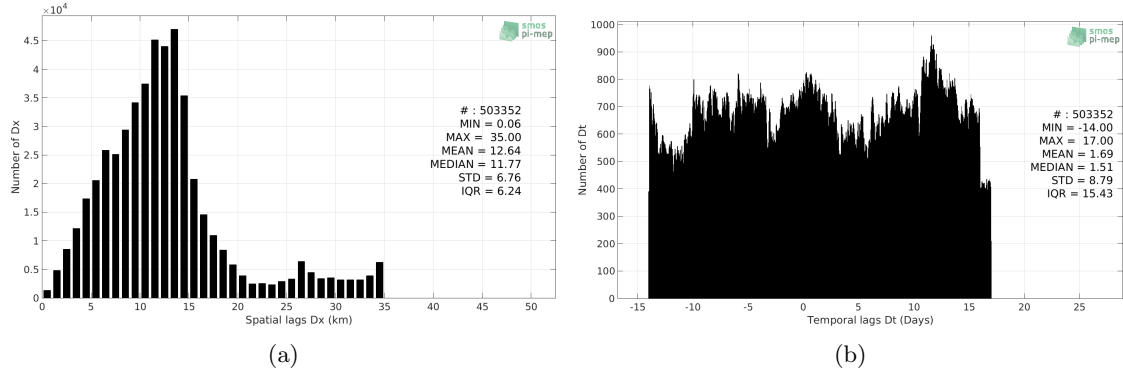 ×10⁴
4.5
4
3.5
3
2.5
2
1.5
1
0.5
0
Number of Dx
smos
pi-mep
# : 503352
MIN = 0.06
MAX = 35.00
MEAN = 12.64
MEDIAN = 11.77
STD = 6.76
IQR = 6.24
0 5 10 15 20 25 30 35 40 45 50
Spatial lags Dx (km)
(a)
1000
900
800
700
600
500
400
300
200
100
0
Number of Dt
smos
pi-mep
# : 503352
MIN = -14.00
MAX = 17.00
MEAN = 1.69
MEDIAN = 1.51
STD = 8.79
IQR = 15.43
-15 -10 -5 0 5 10 15 20 25
Temporal lags Dt (Days)
(b)